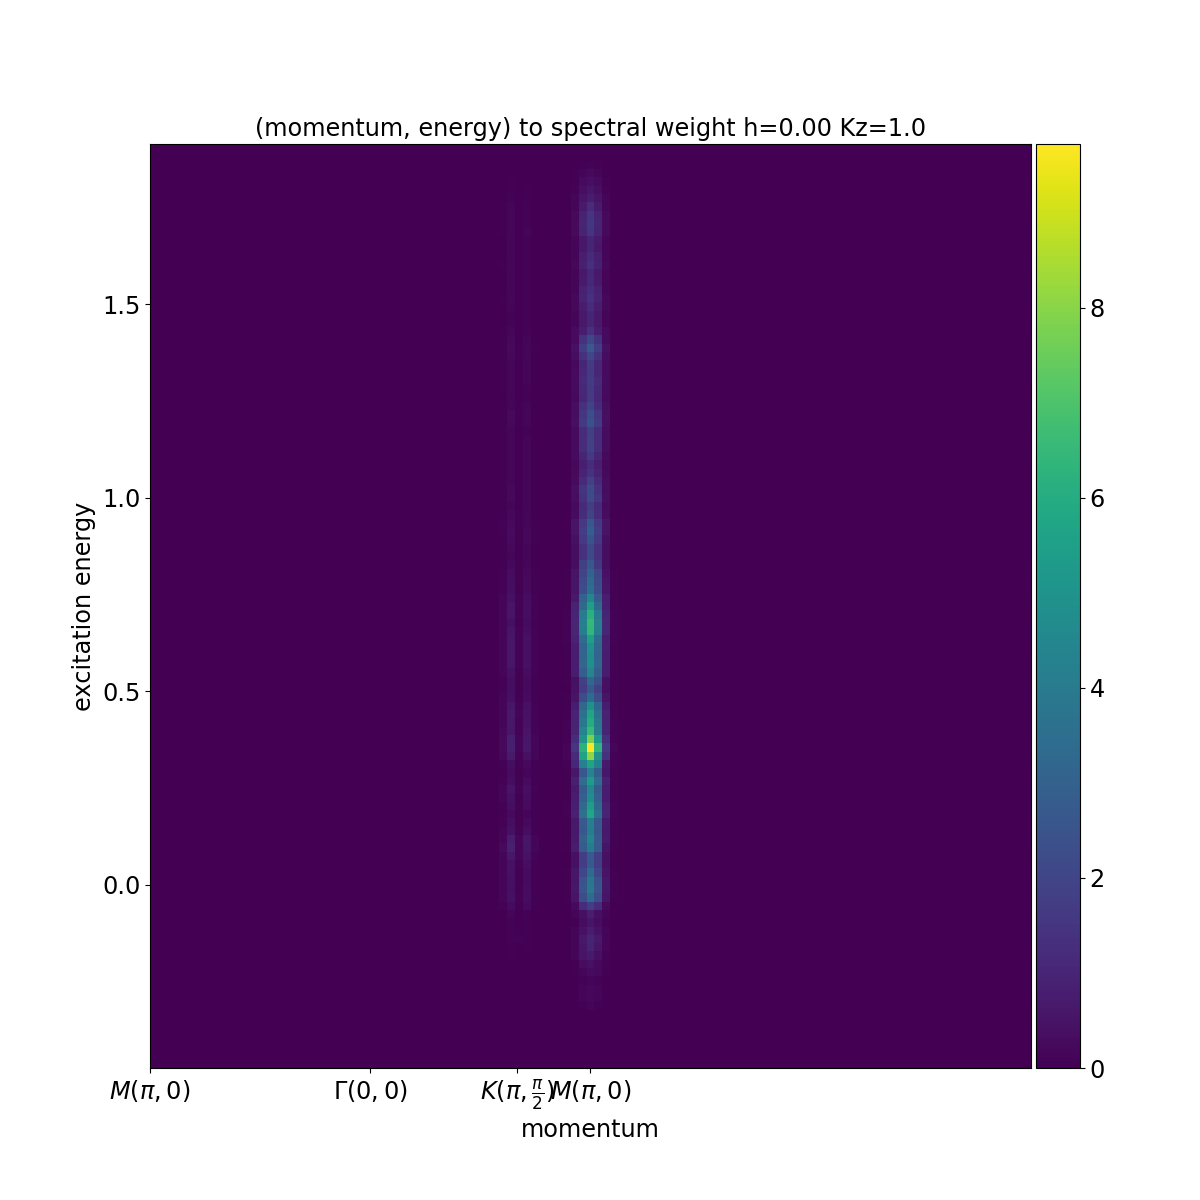 (momentum, energy) to spectral weight h=0.00 Kz=1.0
excitation energy
1.5
1.0
0.5
0.0
8
6
4
2
0
M(π, 0)
Γ(0, 0)
K(π, π/2)
M(π, 0)
momentum